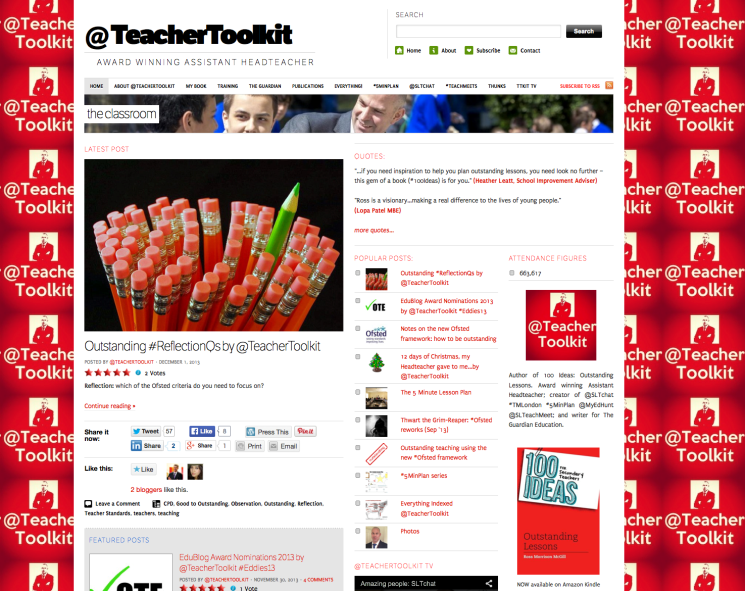 @TeacherToolkit
AWARD WINNING ASSISTANT HEADTEACHER
SEARCH
Search
Home
About
Subscribe
Contact
HOME ABOUT @TEACHERTOOLKIT MY BOOK TRAINING THE GUARDIAN PUBLICATIONS EVERYTHING! *5MINPLAN @SLTCHAT *TEACHMEETS THUNKS TTKIT TV SUBSCRIBE TO RSS
the classroom
LATEST POST
Outstanding #ReflectionQs by @TeacherToolkit
POSTED BY @TEACHERTOOLKIT · DECEMBER 1, 2013
2 Votes
Reflection: which of the Ofsted criteria do you need to focus on?
Continue reading •
Share it
now:
Tweet 57
Like 8
Press This
Pin it
Share 2
Share 1
Print
Email
Like this:
Like
2 bloggers like this.
Leave a Comment
CPD, Good to Outstanding, Observation, Outstanding, Reflection,
Teacher Standards, teachers, teaching
FEATURED POSTS
OTE
EduBlog Award Nominations 2013 by
@TeacherToolkit #Eddies13
POSTED BY @TEACHERTOOLKIT · NOVEMBER 30, 2013 · 4 COMMENTS
1 Vote
QUOTES:
"...if you need inspiration to help you plan outstanding lessons, you need look no further –
this gem of a book (*100Ideas) is for you." (Heather Leatt, School Improvement Adviser)
"Ross is a visionary...making a real difference to the lives of young people."
(Lopa Patel MBE)
more quotes...
POPULAR POSTS:
Outstanding *ReflectionQs by
@TeacherToolkit
OTE
EduBlog Award Nominations 2013
by @TeacherToolkit *Eddies13
Ofsted
Notes on the new Ofsted
framework: how to be outstanding
12 days of Christmas, my
Headteacher gave to me...by
@TeacherToolkit
The 5 Minute Lesson Plan
Thwart the Grim-Reaper: *Ofsted
reworks (Sep '13)
Outstanding teaching using the
new *Ofsted framework
*5MinPlan series
Everything Indexed
@TeacherToolkit
Photos
@TEACHERTOOLKIT TV
Amazing people: SLTchat
ATTENDANCE FIGURES
663,617
@Teacher
Toolkit
Author of 100 Ideas: Outstanding
Lessons. Award winning Assistant
Headteacher; creator of @SLTchat
*TMLondon *5MinPlan @MyEdHunt
@SLTeachMeet; and writer for The
Guardian Education.
100
IDEAS
for
Secondary
Teachers
Outstanding
Lessons
Ross Morrison McGill
NOW available on Amazon Kindle
@Teacher
Toolkit